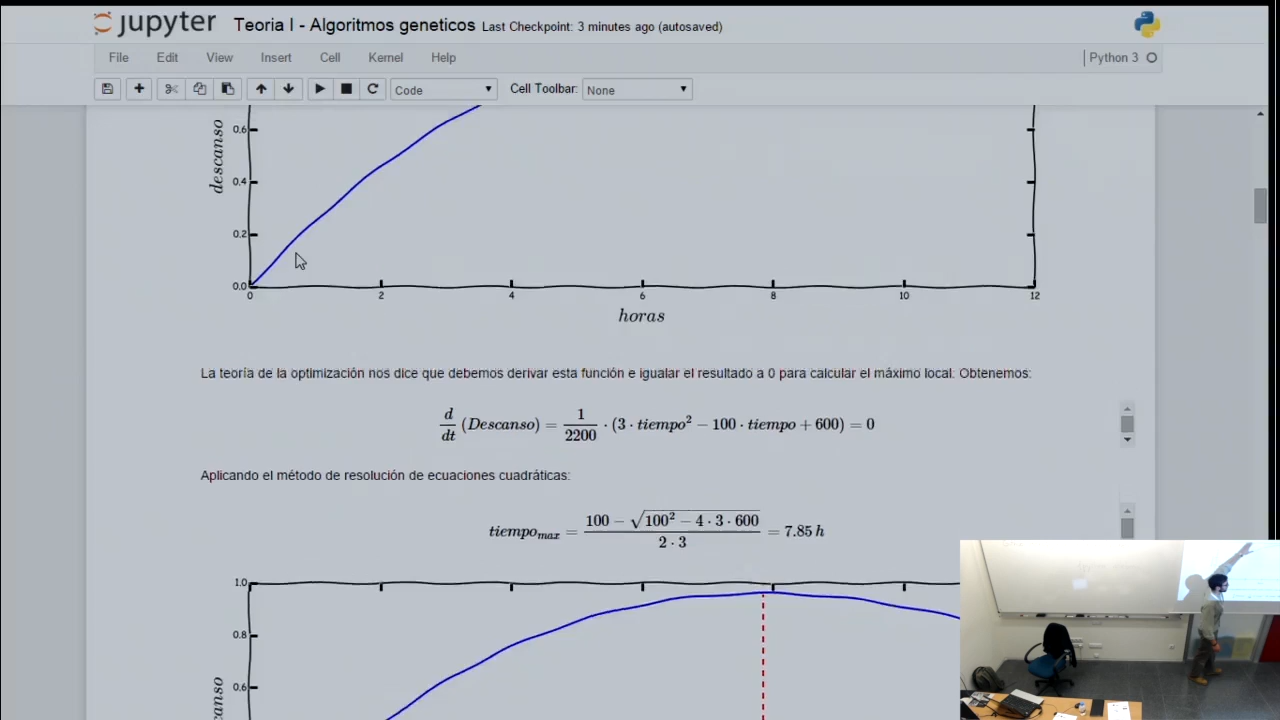 jupyter Teoria I - Algoritmos geneticos Last Checkpoint: 3 minutes ago (autosaved)
File Edit View Insert Cell Kernel Help Python 3
Code Cell Toolbar: None
descanso
0.6
0.4
0.2
0.0
0 2 4 6 8 10 12
horas
La teoría de la optimización nos dice que debemos derivar esta función e igualar el resultado a 0 para calcular el máximo local. Obtenemos:
d/dt (Descanso) = 1/2200 · (3 · tiempo² − 100 · tiempo + 600) = 0
Aplicando el método de resolución de ecuaciones cuadráticas:
tiempo_max = (100 − √(100² − 4 · 3 · 600)) / (2 · 3) = 7.85 h
1.0
0.8
0.6